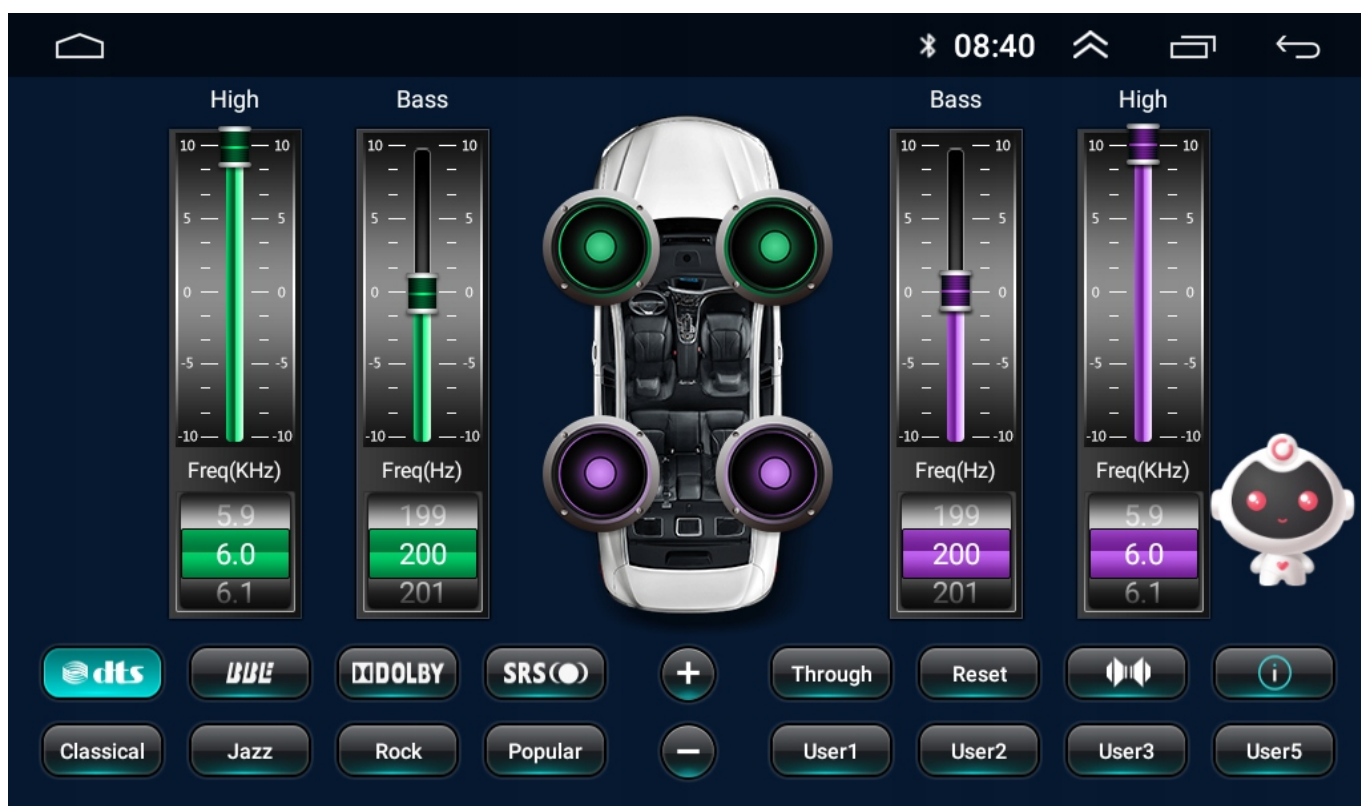 08:40
High
Bass
Bass
High
10 10 10 10 10 10 10 10
5 5 5 5 5 5 5 5
0 0 0 0 0 0 0 0
-5 -5 -5 -5 -5 -5 -5 -5
-10 -10 -10 -10 -10 -10 -10 -10
Freq(KHz)
Freq(Hz)
Freq(Hz)
Freq(KHz)
5.9 199 199 5.9
6.0 200 200 6.0
6.1 201 201 6.1
dts BBE DOLBY SRS + Through Reset i
Classical Jazz Rock Popular − User1 User2 User3 User5